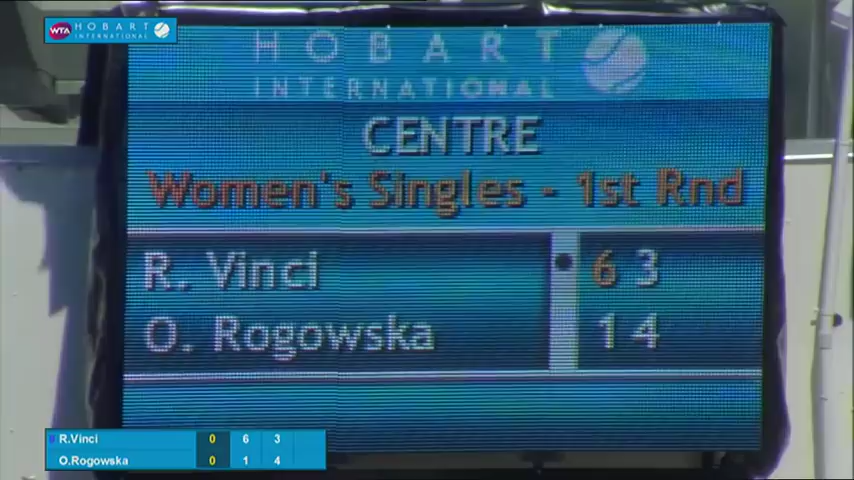 WTA HOBART
INTERNATIONAL
HOBART
INTERNATIONAL
CENTRE
Women's Singles - 1st Rnd
R. Vinci 6 3
O. Rogowska 1 4
R.Vinci 0 6 3
O.Rogowska 0 1 4